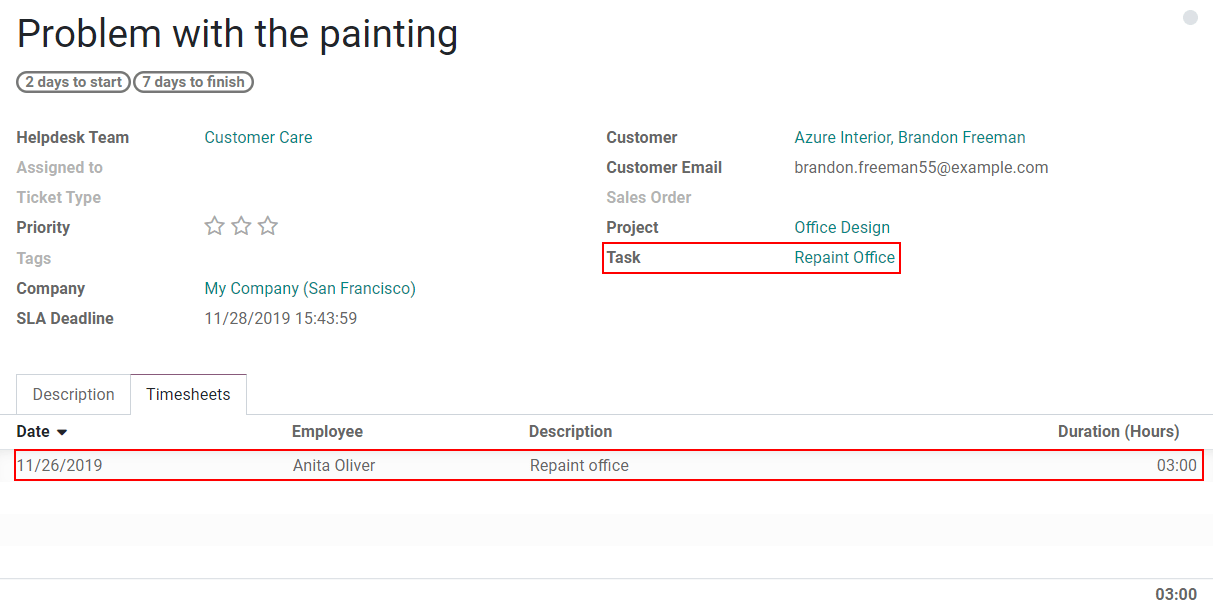 Problem with the painting
2 days to start 7 days to finish
Helpdesk Team Customer Care
Assigned to
Ticket Type
Priority
Tags
Company My Company (San Francisco)
SLA Deadline 11/28/2019 15:43:59
Customer Azure Interior, Brandon Freeman
Customer Email brandon.freeman55@example.com
Sales Order
Project Office Design
Task Repaint Office
Description Timesheets
Date Employee Description Duration (Hours)
11/26/2019 Anita Oliver Repaint office 03:00
03:00